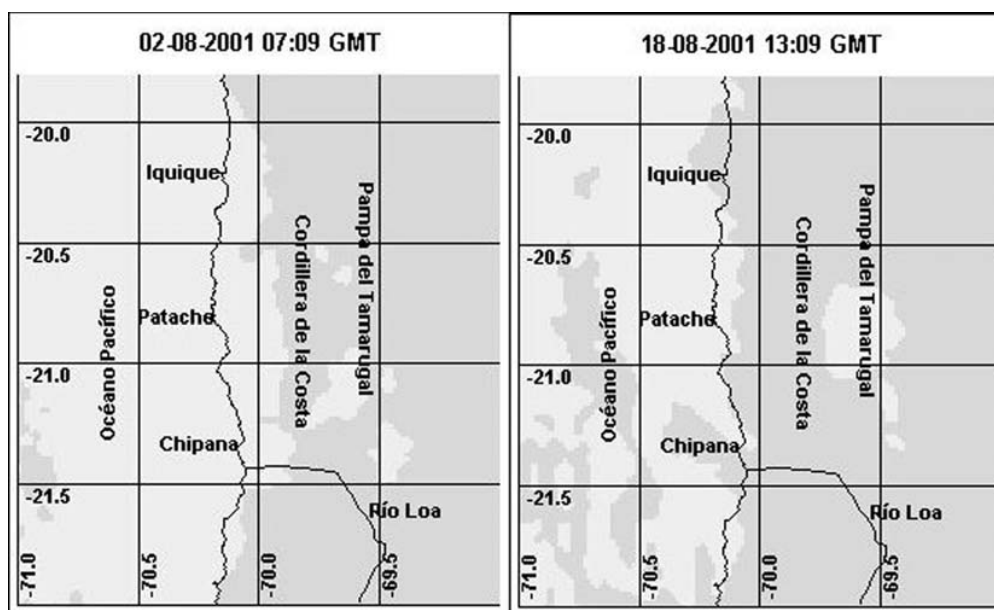 02-08-2001 07:09 GMT
-20.0
Iquique
-20.5
Pampa del Tamarugal
Cordillera de la Costa
Océano Pacífico
Patache
-21.0
Chipana
-21.5
Río Loa
-71.0
-70.5
-70.0
-69.5
18-08-2001 13:09 GMT
-20.0
Iquique
-20.5
Pampa del Tamarugal
Cordillera de la Costa
Océano Pacífico
Patache
-21.0
Chipana
-21.5
Río Loa
-71.0
-70.5
-70.0
-69.5